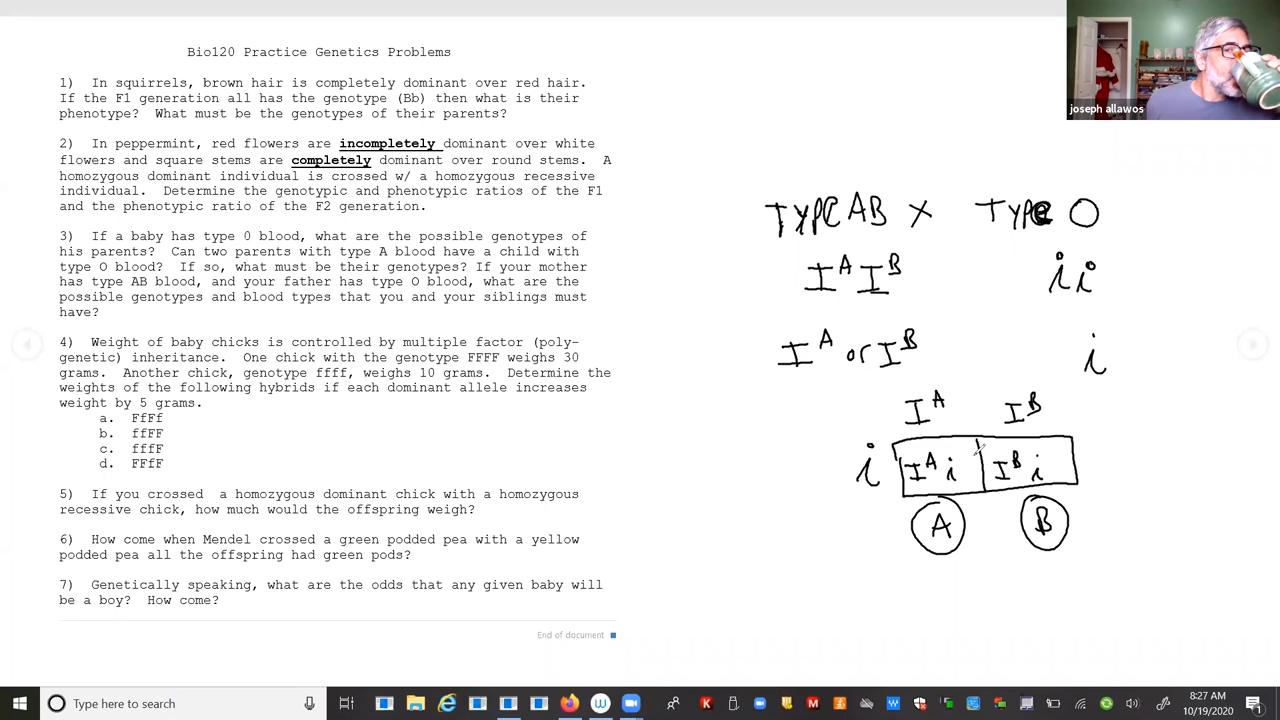 Bio120 Practice Genetics Problems
1) In squirrels, brown hair is completely dominant over red hair.
If the F1 generation all has the genotype (Bb) then what is their
phenotype? What must be the genotypes of their parents?
2) In peppermint, red flowers are incompletely dominant over white
flowers and square stems are completely dominant over round stems. A
homozygous dominant individual is crossed w/ a homozygous recessive
individual. Determine the genotypic and phenotypic ratios of the F1
and the phenotypic ratio of the F2 generation.
3) If a baby has type 0 blood, what are the possible genotypes of
his parents? Can two parents with type A blood have a child with
type O blood? If so, what must be their genotypes? If your mother
has type AB blood, and your father has type O blood, what are the
possible genotypes and blood types that you and your siblings must
have?
4) Weight of baby chicks is controlled by multiple factor (poly-
genetic) inheritance. One chick with the genotype FFFF weighs 30
grams. Another chick, genotype ffff, weighs 10 grams. Determine the
weights of the following hybrids if each dominant allele increases
weight by 5 grams.
a. FfFf
b. ffFF
c. fffF
d. FFfF
5) If you crossed a homozygous dominant chick with a homozygous
recessive chick, how much would the offspring weigh?
6) How come when Mendel crossed a green podded pea with a yellow
podded pea all the offspring had green pods?
7) Genetically speaking, what are the odds that any given baby will
be a boy? How come?
End of document
joseph allawos
TYPE AB X TYPE O
I^A I^B ii
I^A or I^B i
I^A I^B
i I^A i I^B i
A B
Type here to search
8:27 AM
10/19/2020